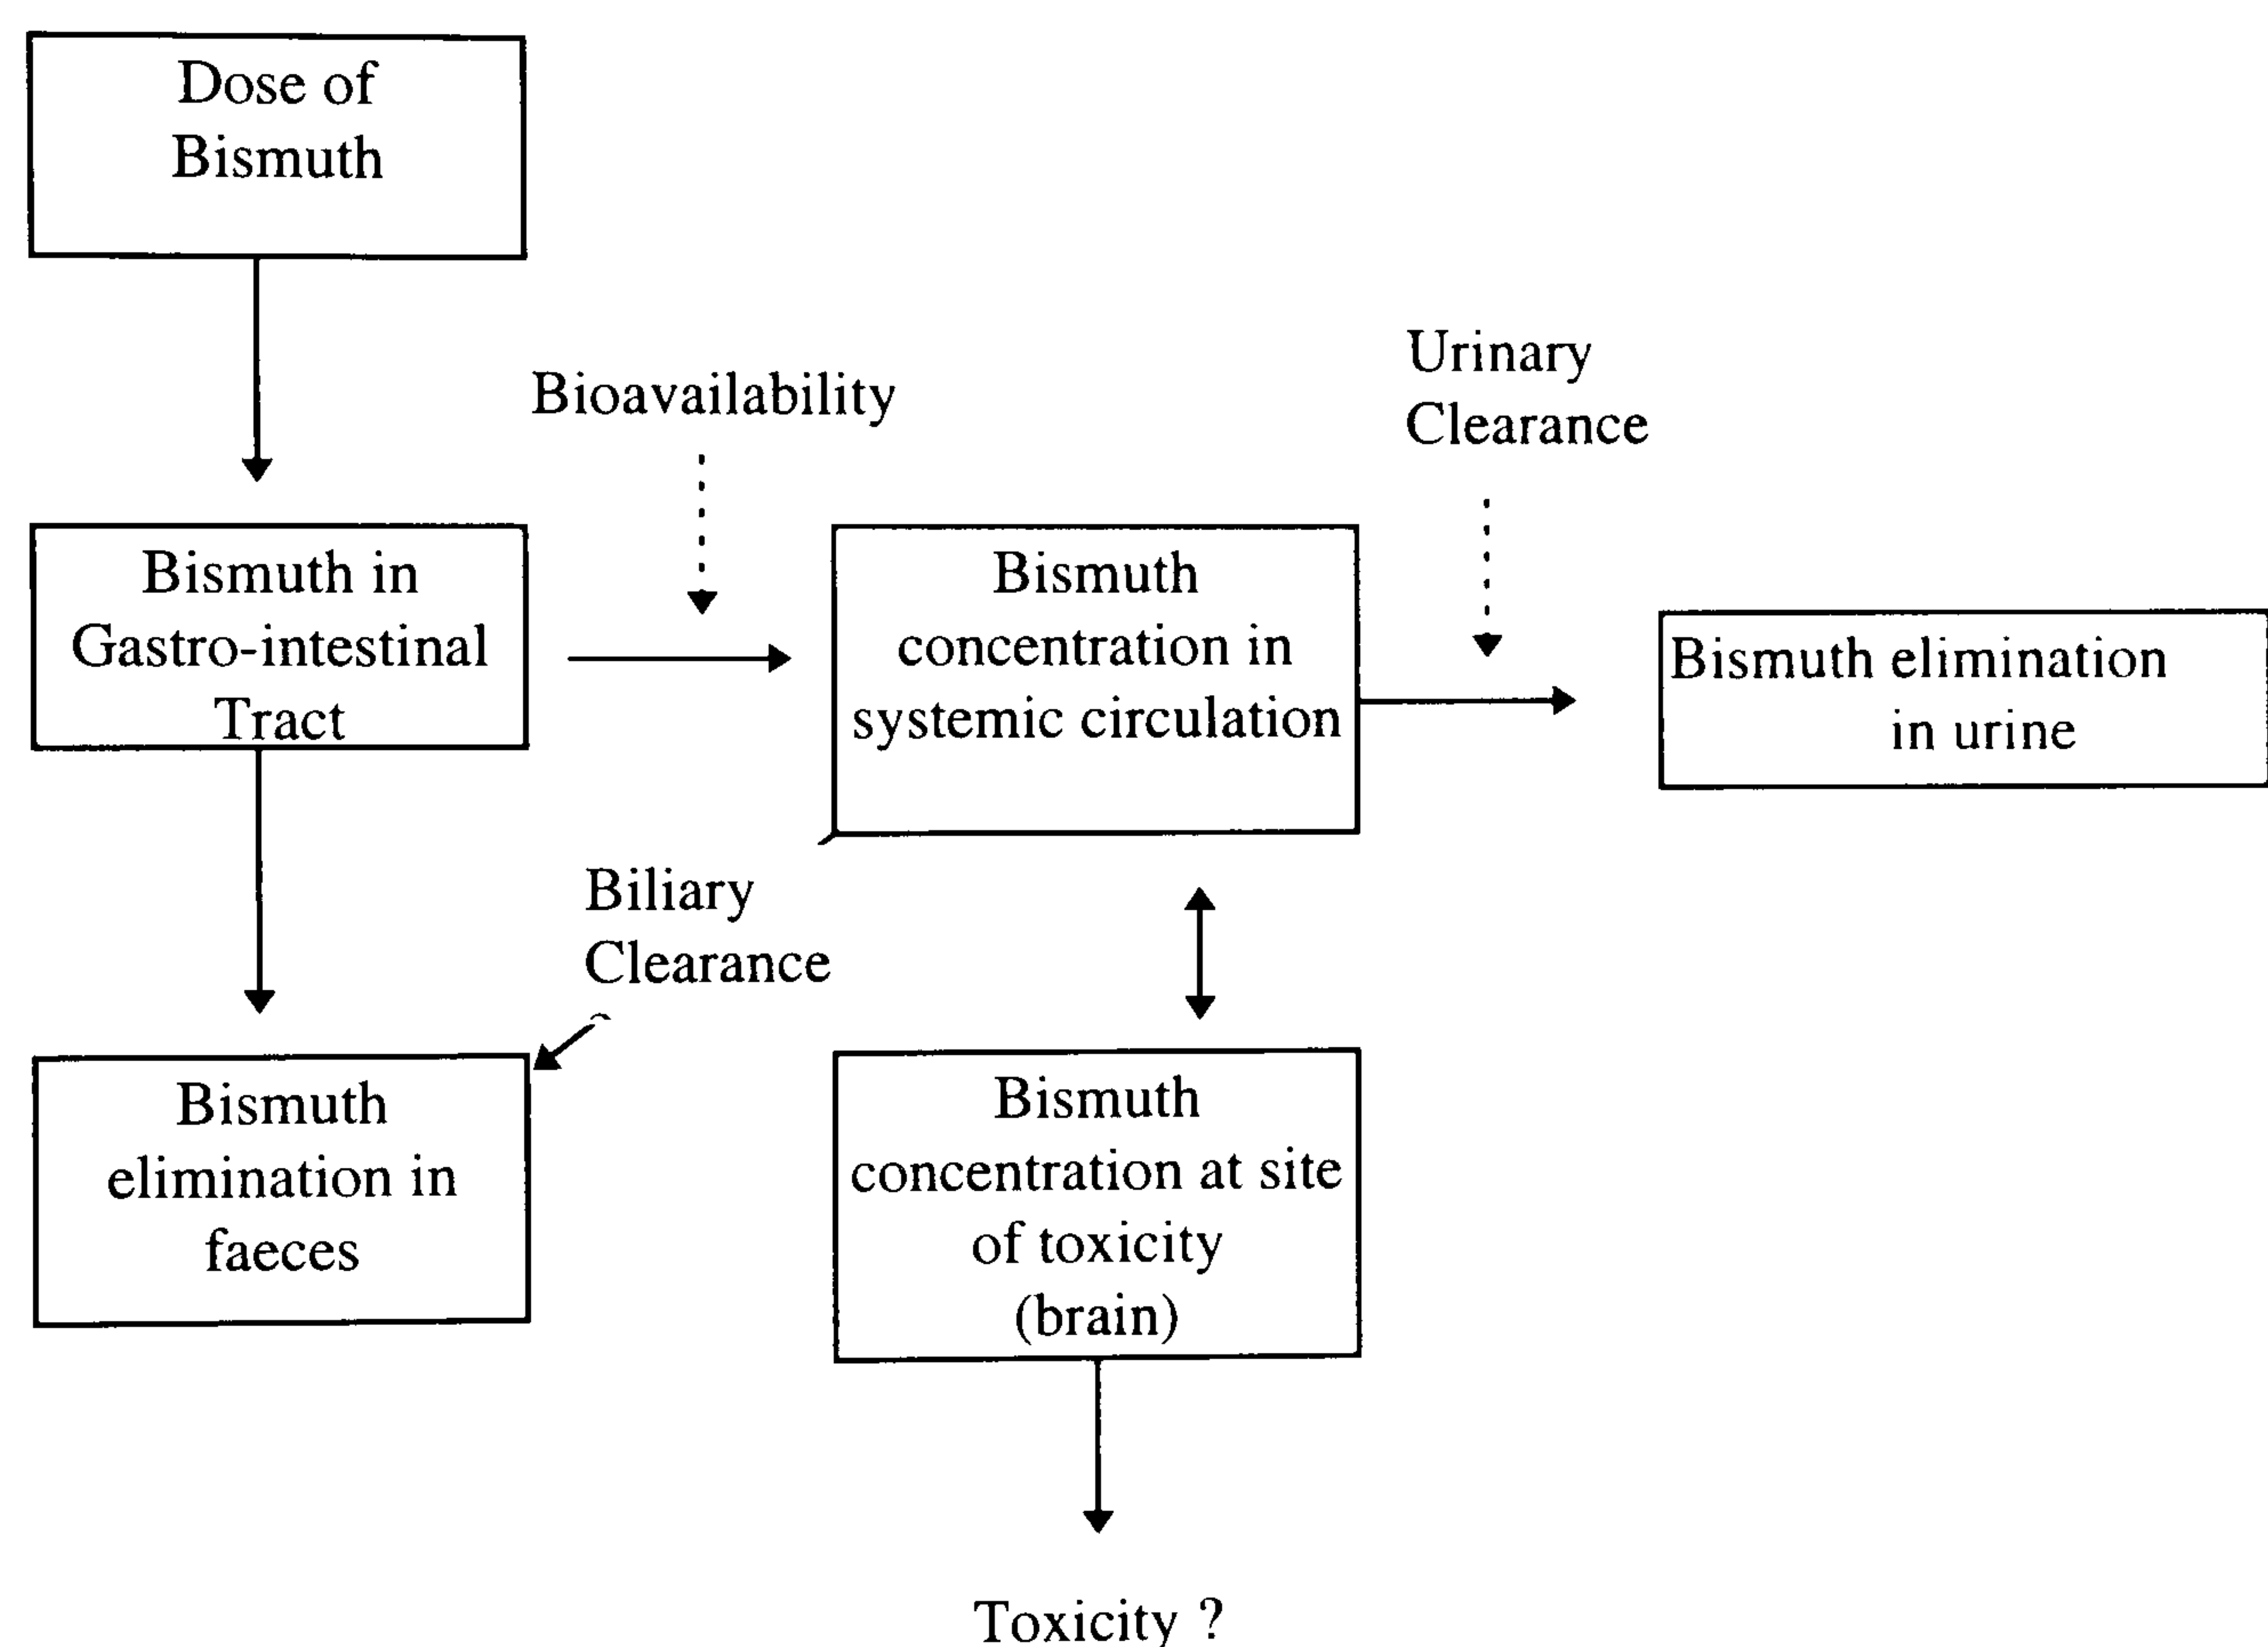 Dose of
Bismuth
Bioavailability
Urinary
Clearance
Bismuth in
Gastro-intestinal
Tract
Bismuth
concentration in
systemic circulation
Bismuth elimination
in urine
Biliary
Clearance
Bismuth
elimination in
faeces
Bismuth
concentration at site
of toxicity
(brain)
Toxicity ?